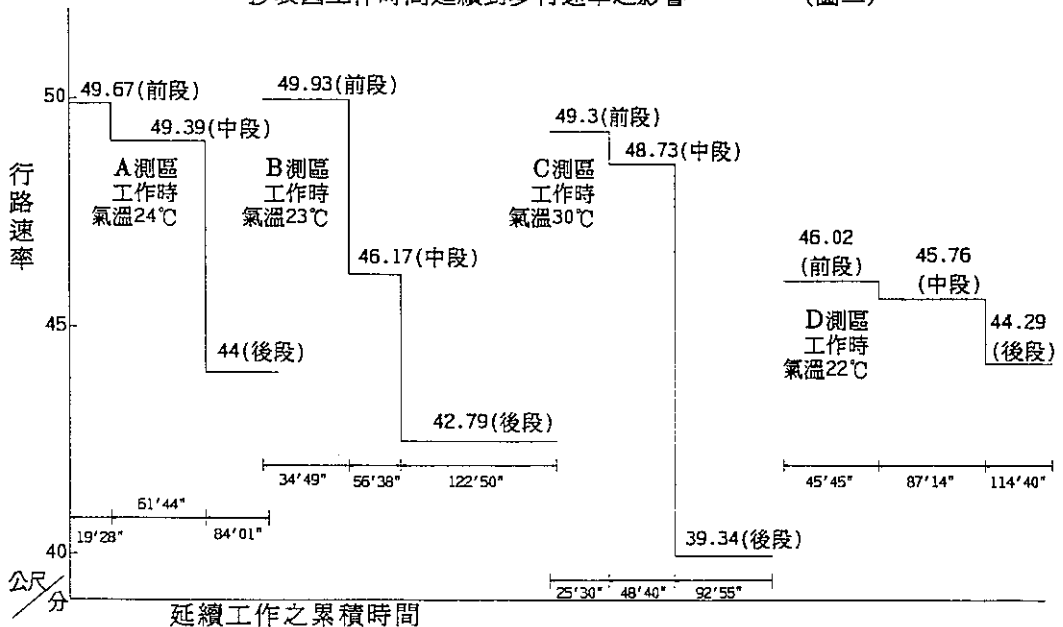 (圖二)
50
45
40
行路速率
公尺/分
49.67(前段)
49.39(中段)
44(後段)
A測區
工作時
氣溫24℃
19'28"
84'01"
49.93(前段)
46.17(中段)
42.79(後段)
B測區
工作時
氣溫23℃
34'49"
56'38"
122'50"
49.3(前段)
48.73(中段)
39.34(後段)
C測區
工作時
氣溫30℃
25'30"
48'40"
92'55"
46.02
(前段)
45.76
(中段)
44.29
(後段)
D測區
工作時
氣溫22℃
45'45"
87'14"
114'40"
延續工作之累積時間